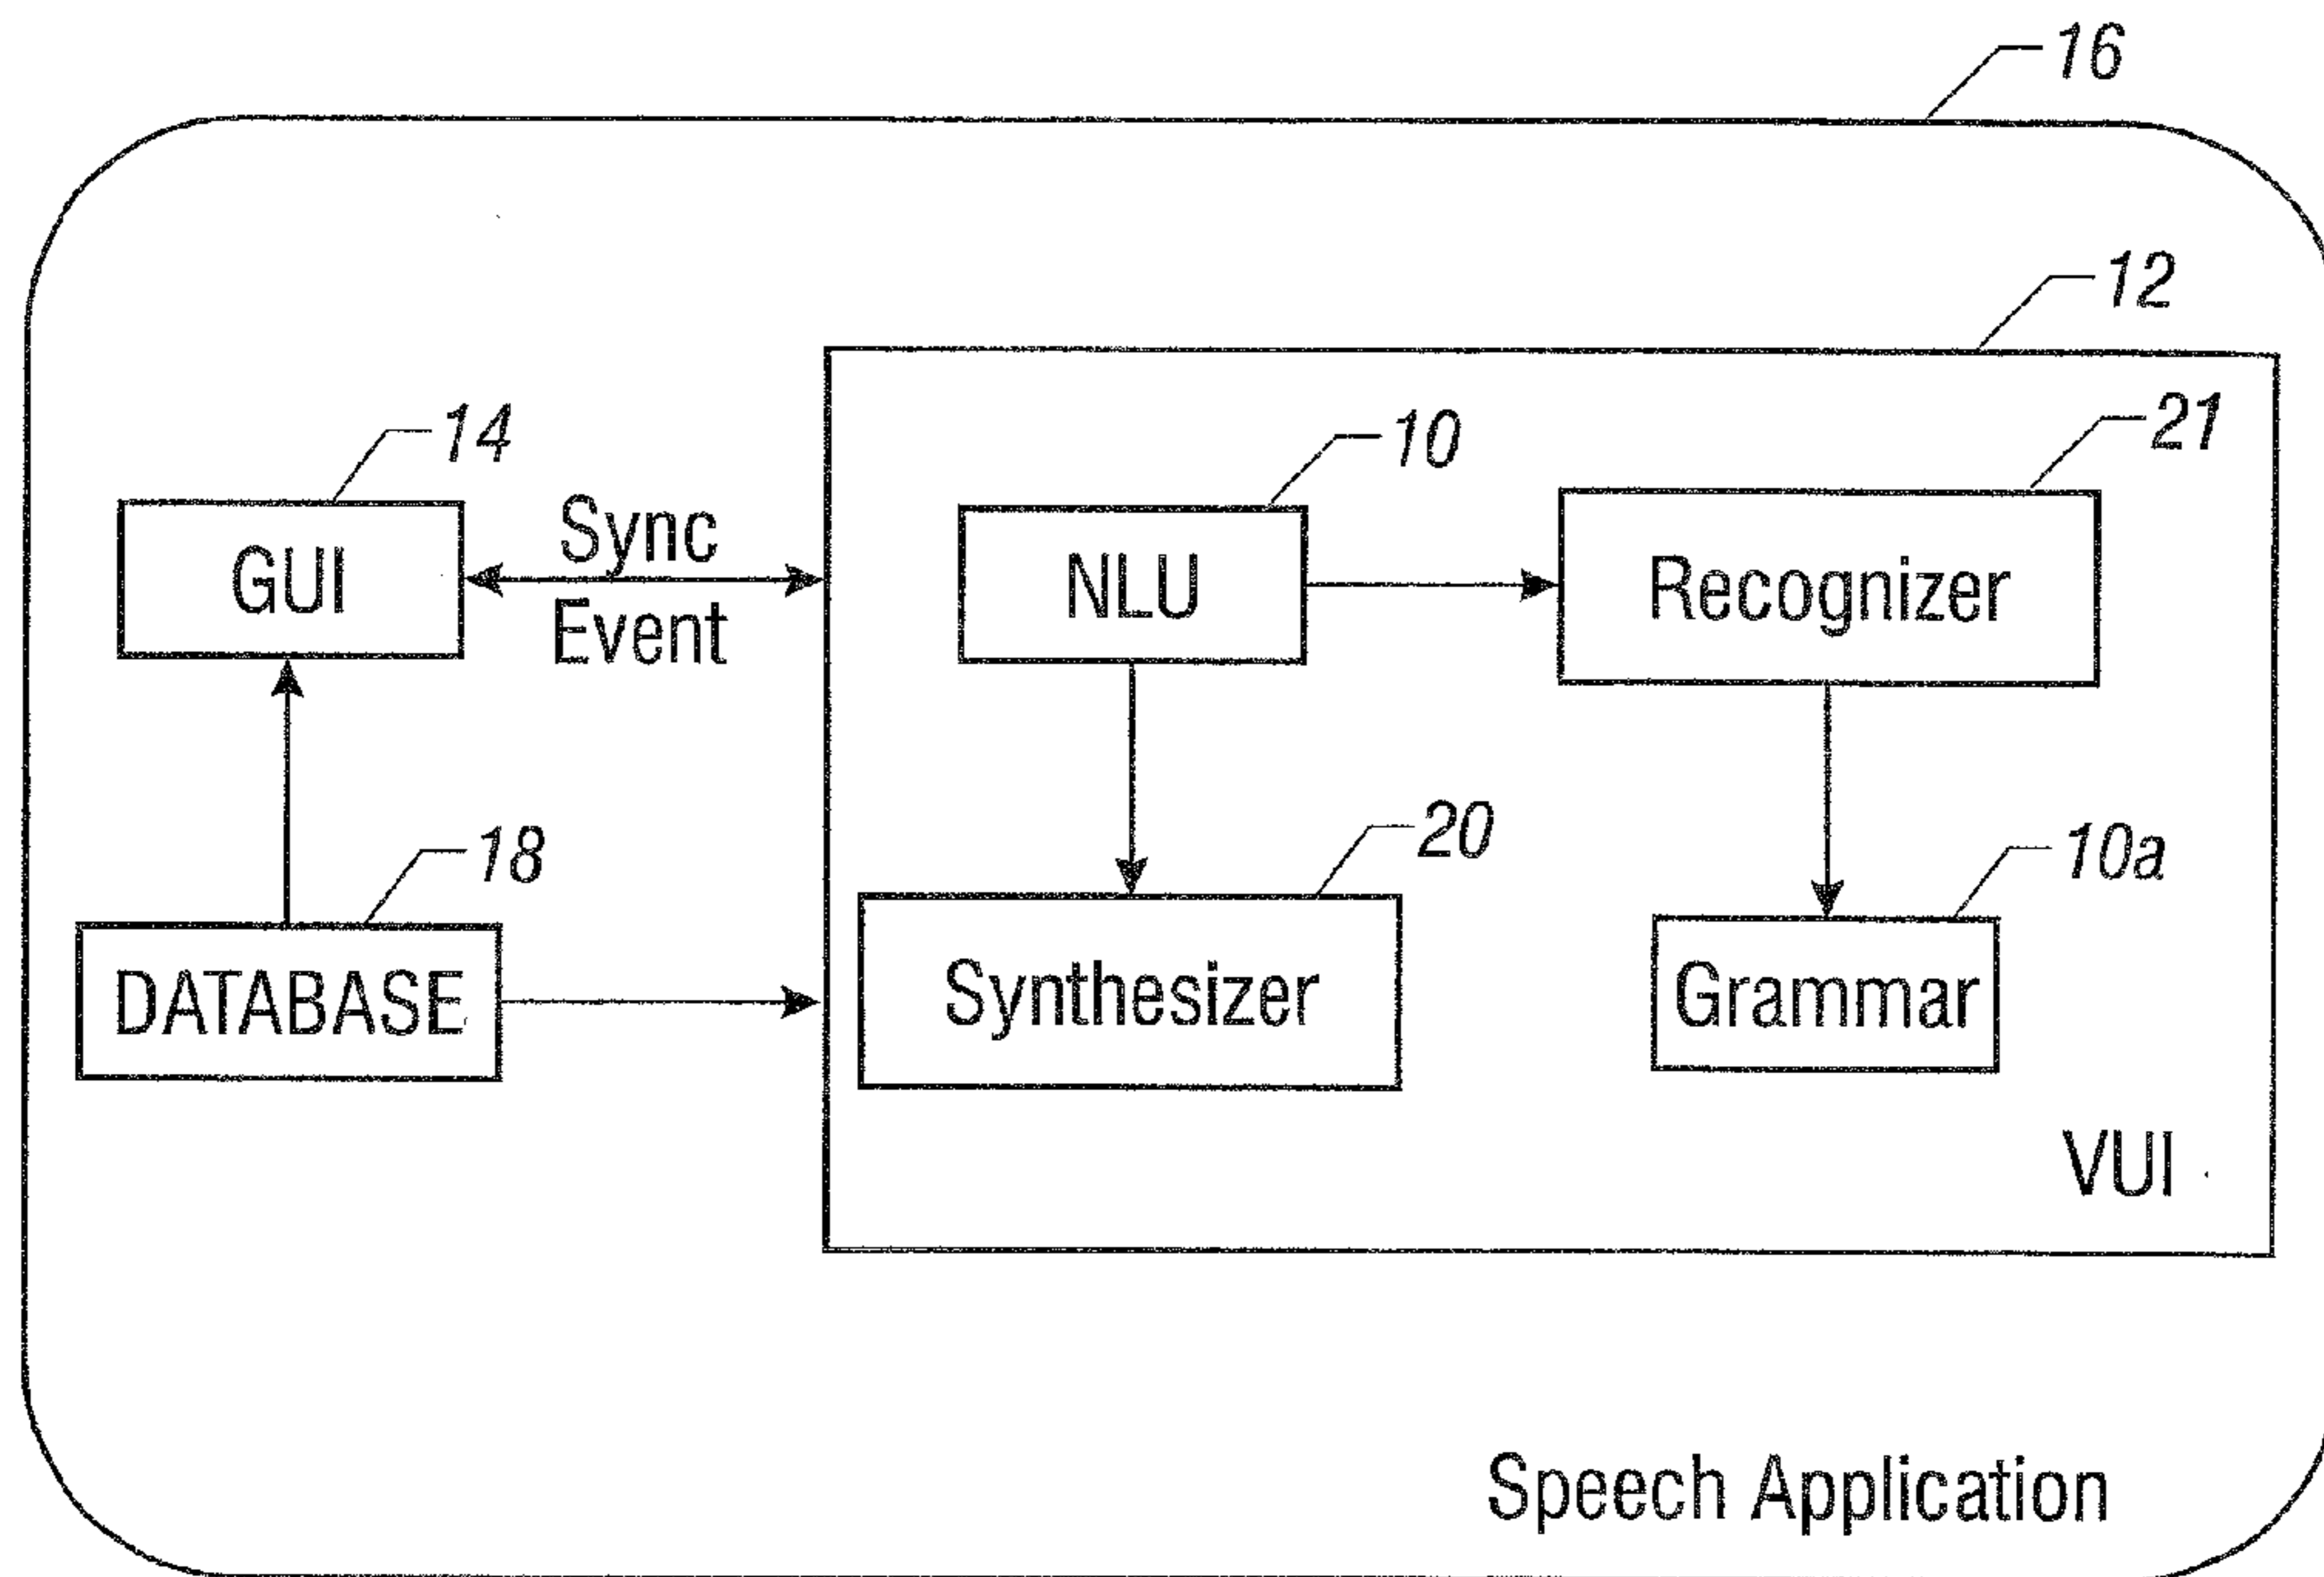 16
12
14
10
21
GUI
Sync
Event
NLU
Recognizer
18
20
10a
DATABASE
Synthesizer
Grammar
VUI
Speech Application